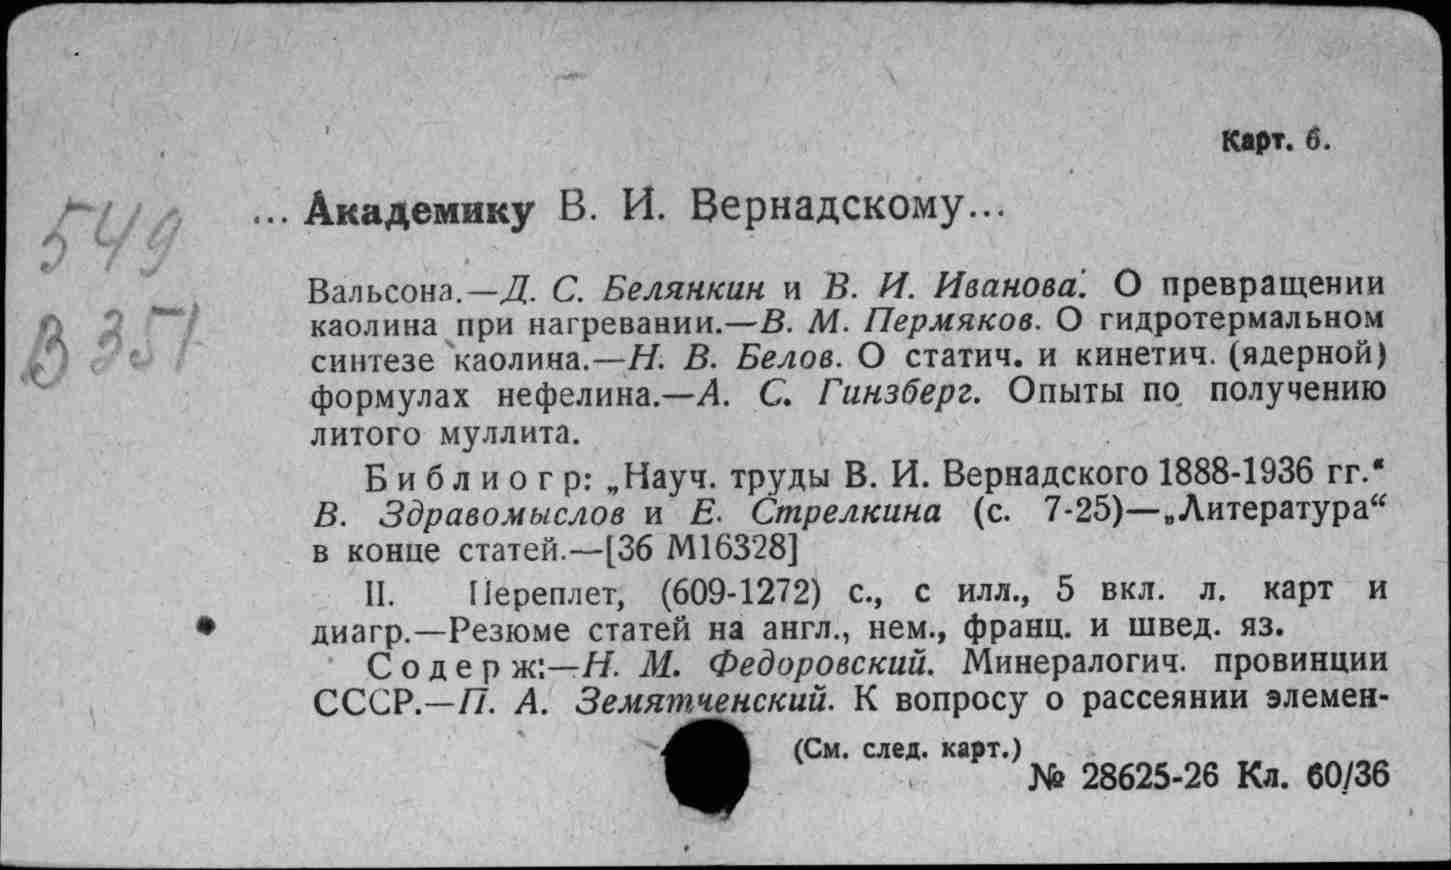 Карт. 6.
... Академику В. И. Вернадскому...
549
В 351
Вальсона.—Д. С. Белянкин и В. И. Иванова. О превращении
каолина при нагревании.—В. М. Пермяков. О гидротермальном
синтезе каолина.—Н. В. Белов. О статич. и кинетич. (ядерной)
формулах нефелина.—А. С. Гинзберг. Опыты по получению
литого муллита.
Библиогр: „Науч. труды В. И. Вернадского 1888-1936 гг.“
В. Здравомыслов и Е. Стрелкина (с. 7-25)—„Литература“
в конце статей.—[36 М16328]
II. Переплет, (609-1272) с., с илл., 5 вкл. л. карт и
диагр.—Резюме статей на англ., нем., франц. и швед. яз.
Содерж:—Н. М. Федоровский. Минералогич. провинции
СССР.—П. А. Земятченский. К вопросу о рассеянии элемен-
(См. след. карт.)
№ 28625-26 Кл. 60/36